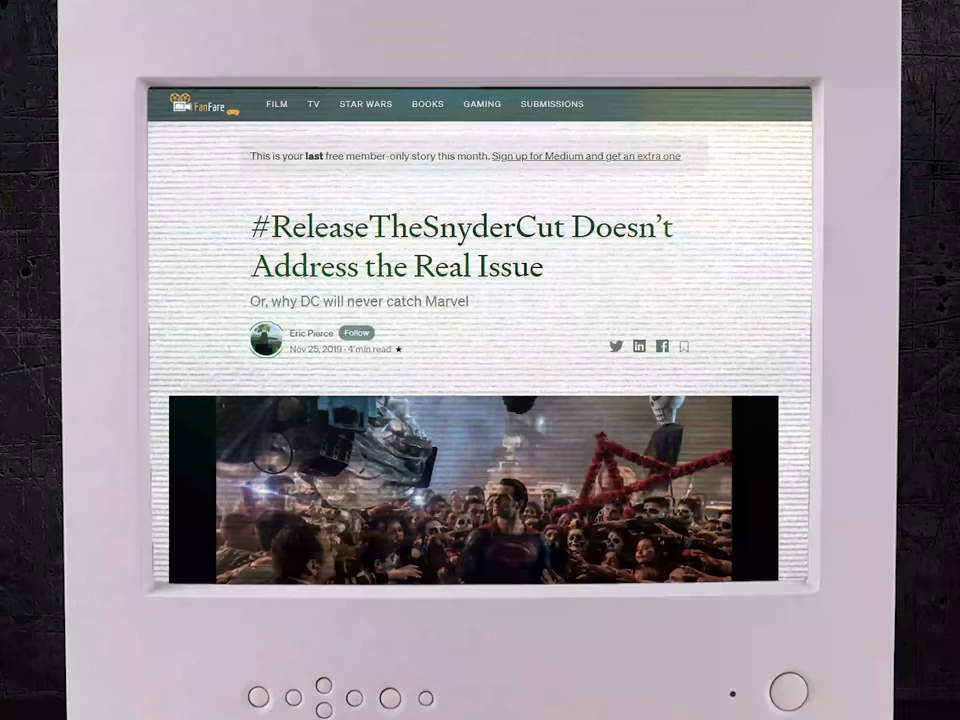 FanFare
FILM TV STAR WARS BOOKS GAMING SUBMISSIONS
This is your last free member-only story this month. Sign up for Medium and get an extra one
#ReleaseTheSnyderCut Doesn’t
Address the Real Issue
Or, why DC will never catch Marvel
Eric Pierce Follow
Nov 25, 2019 · 4 min read ★